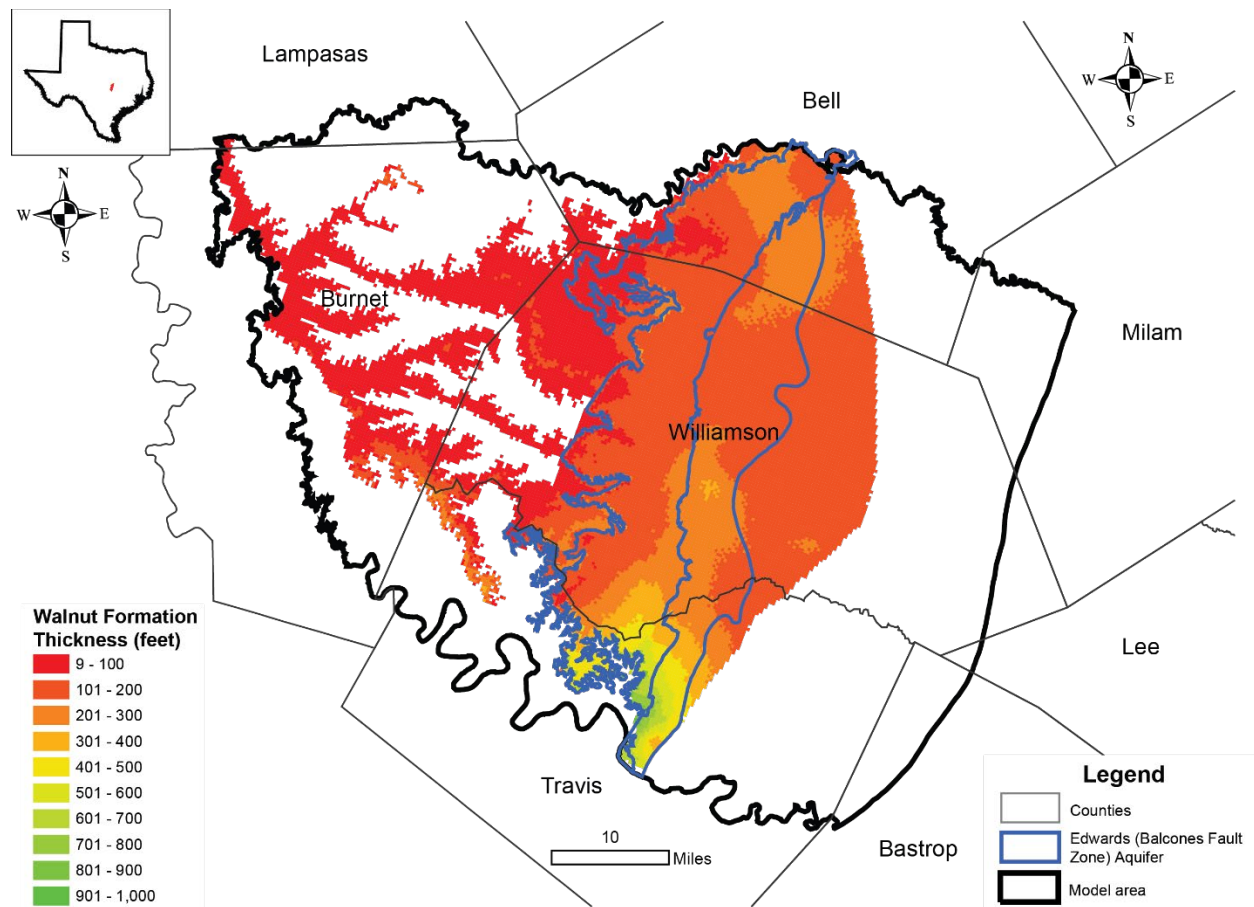 Lampasas
Bell
N
W E
S
N
W E
S
Burnet
Milam
Williamson
Walnut Formation
Thickness (feet)
9 - 100
101 - 200
201 - 300
301 - 400
401 - 500
501 - 600
601 - 700
701 - 800
801 - 900
901 - 1,000
Lee
Travis
10
Miles
Bastrop
Legend
Counties
Edwards (Balcones Fault
Zone) Aquifer
Model area